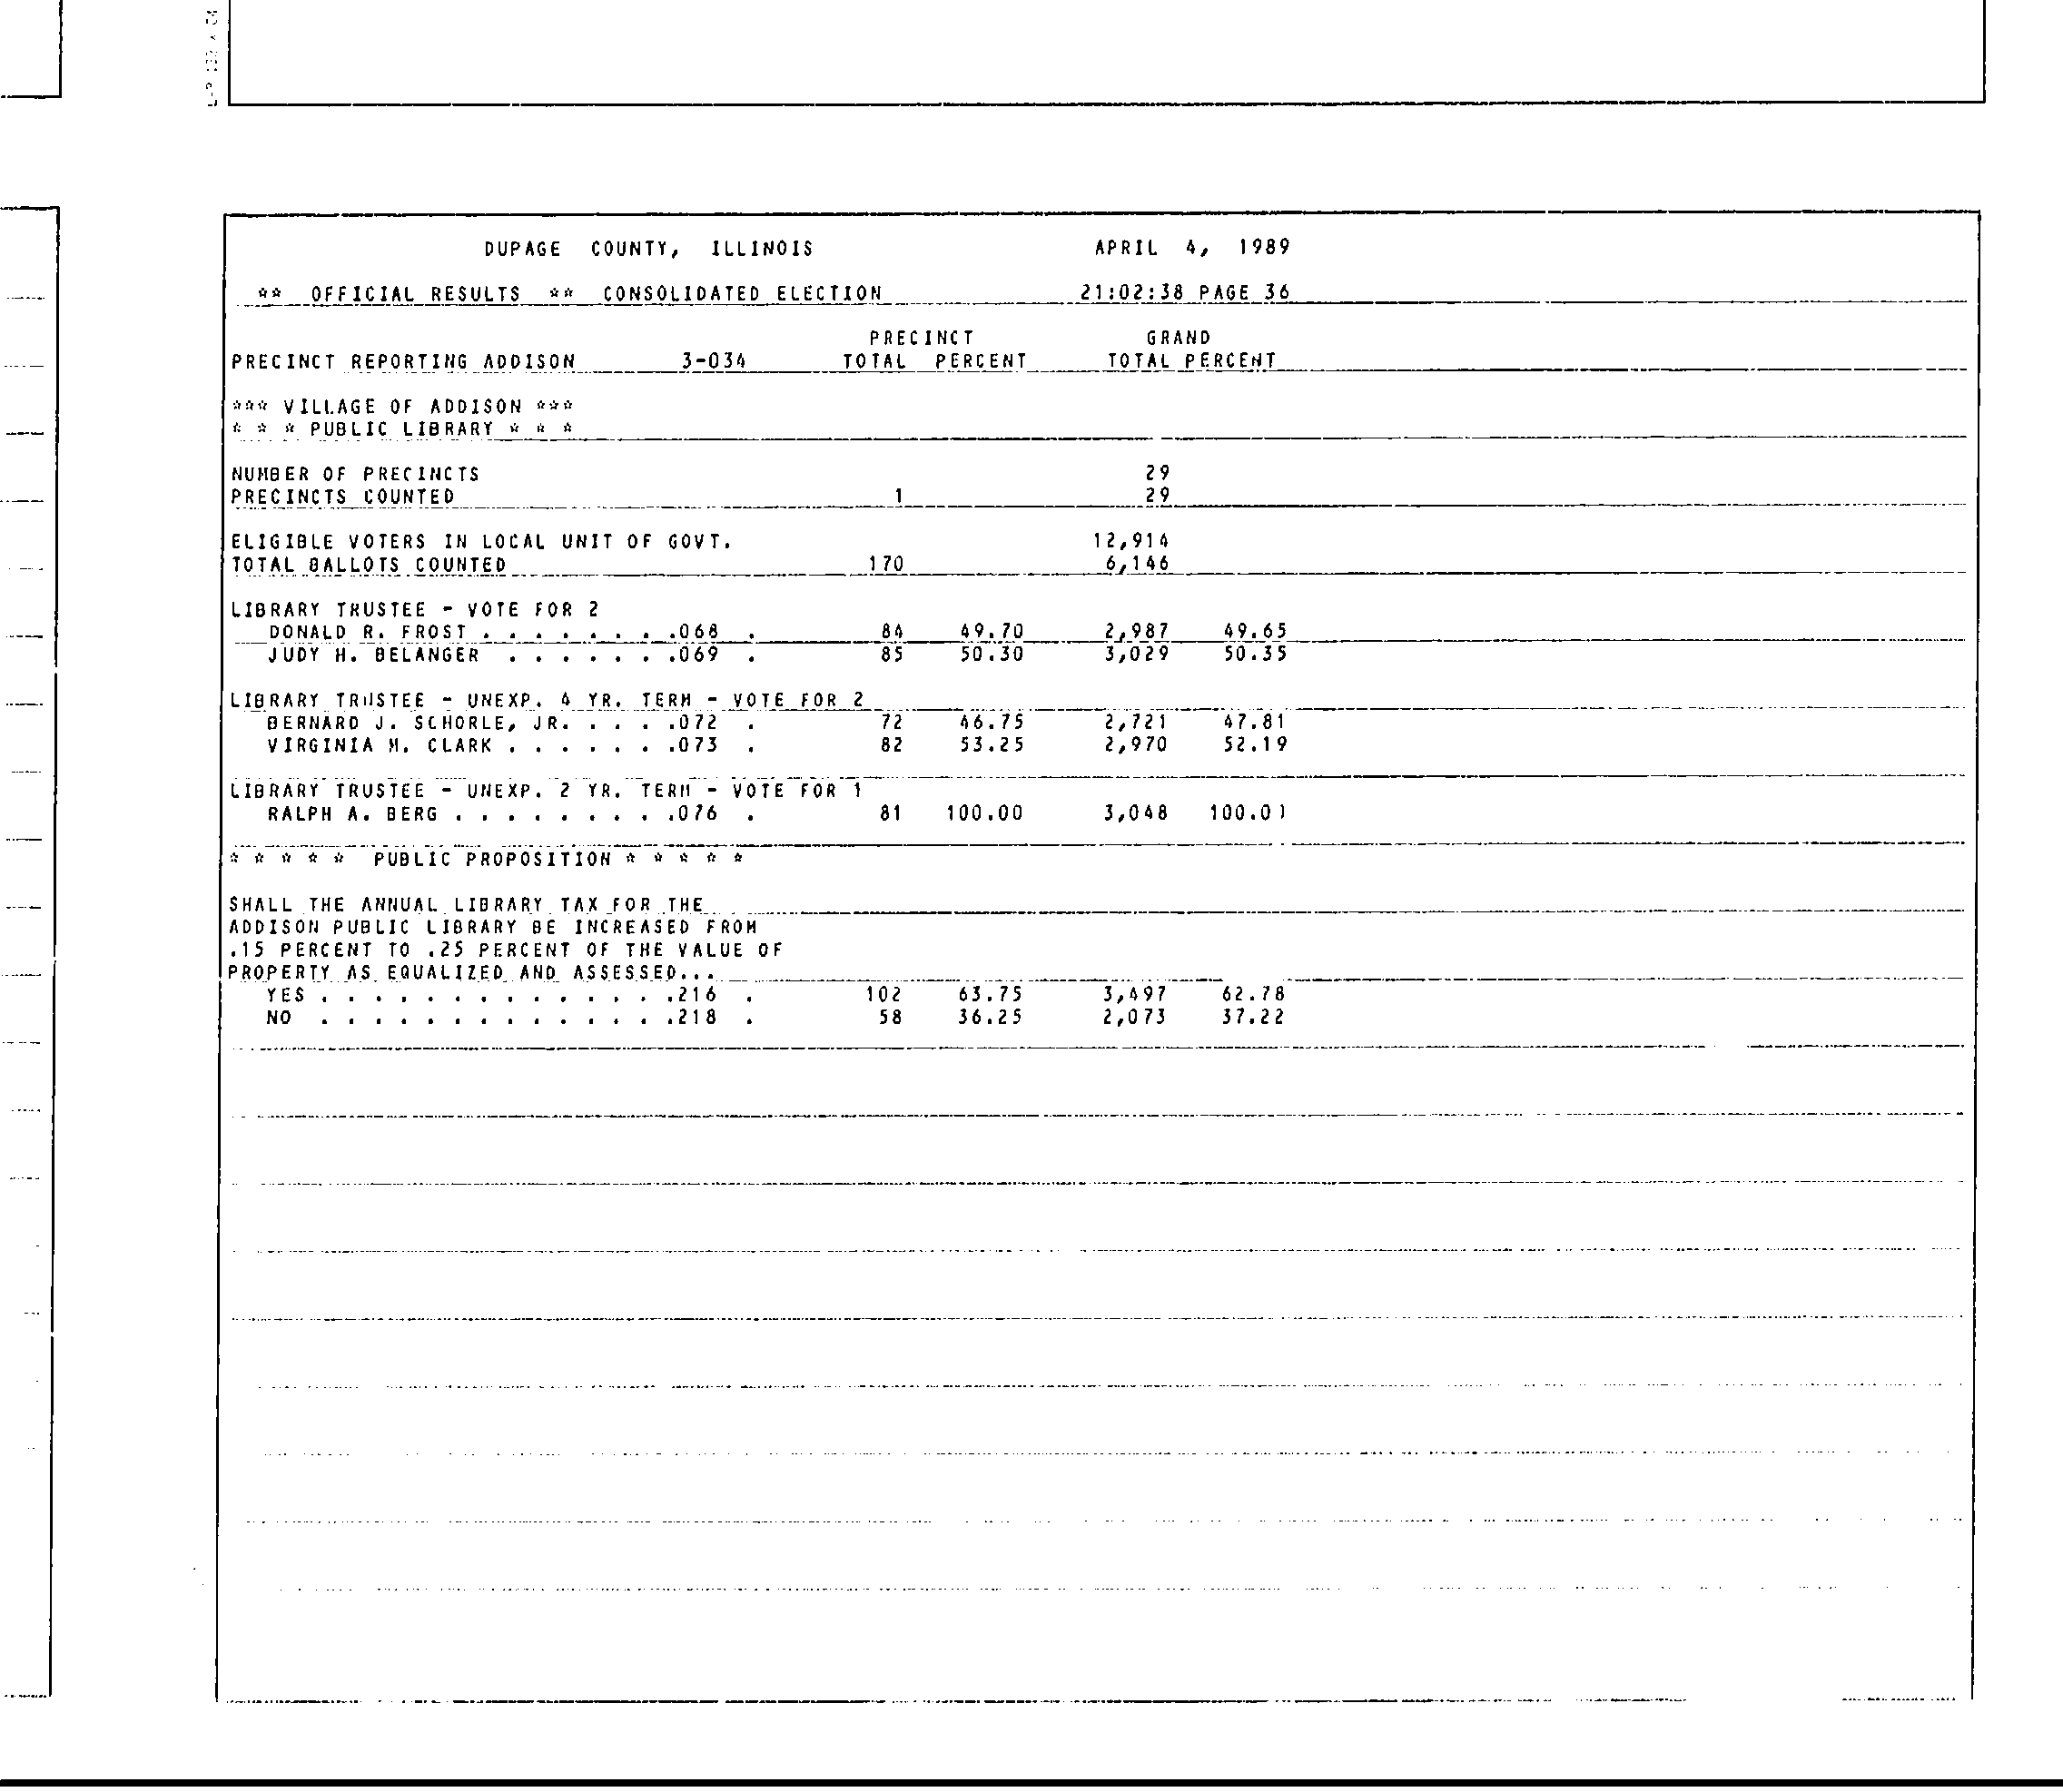 DUPAGE COUNTY, ILLINOIS APRIL 4, 1989
** OFFICIAL RESULTS ** CONSOLIDATED ELECTION 21:02:38 PAGE 36
PRECINCT GRAND
PRECINCT REPORTING ADDISON 3-034 TOTAL PERCENT TOTAL PERCENT
*** VILLAGE OF ADDISON ***
* * * PUBLIC LIBRARY * * *
NUMBER OF PRECINCTS 29
PRECINCTS COUNTED 1 29
ELIGIBLE VOTERS IN LOCAL UNIT OF GOVT. 12,914
TOTAL BALLOTS COUNTED 170 6,146
LIBRARY TRUSTEE - VOTE FOR 2
DONALD R. FROST . . . . . . . .068 . 84 49.70 2,987 49.65
JUDY H. BELANGER . . . . . . .069 . 85 50.30 3,029 50.35
LIBRARY TRUSTEE - UNEXP. 4 YR. TERM - VOTE FOR 2
BERNARD J. SCHORLE, JR. . . . .072 . 72 46.75 2,721 47.81
VIRGINIA M. CLARK . . . . . . .073 . 82 53.25 2,970 52.19
LIBRARY TRUSTEE - UNEXP. 2 YR. TERM - VOTE FOR 1
RALPH A. BERG . . . . . . . . .076 . 81 100.00 3,048 100.0
* * * * * PUBLIC PROPOSITION * * * * *
SHALL THE ANNUAL LIBRARY TAX FOR THE
ADDISON PUBLIC LIBRARY BE INCREASED FROM
.15 PERCENT TO .25 PERCENT OF THE VALUE OF
PROPERTY AS EQUALIZED AND ASSESSED...
YES . . . . . . . . . . . . . .216 . 102 63.75 3,497 62.78
NO . . . . . . . . . . . . . .218 . 58 36.25 2,073 37.22